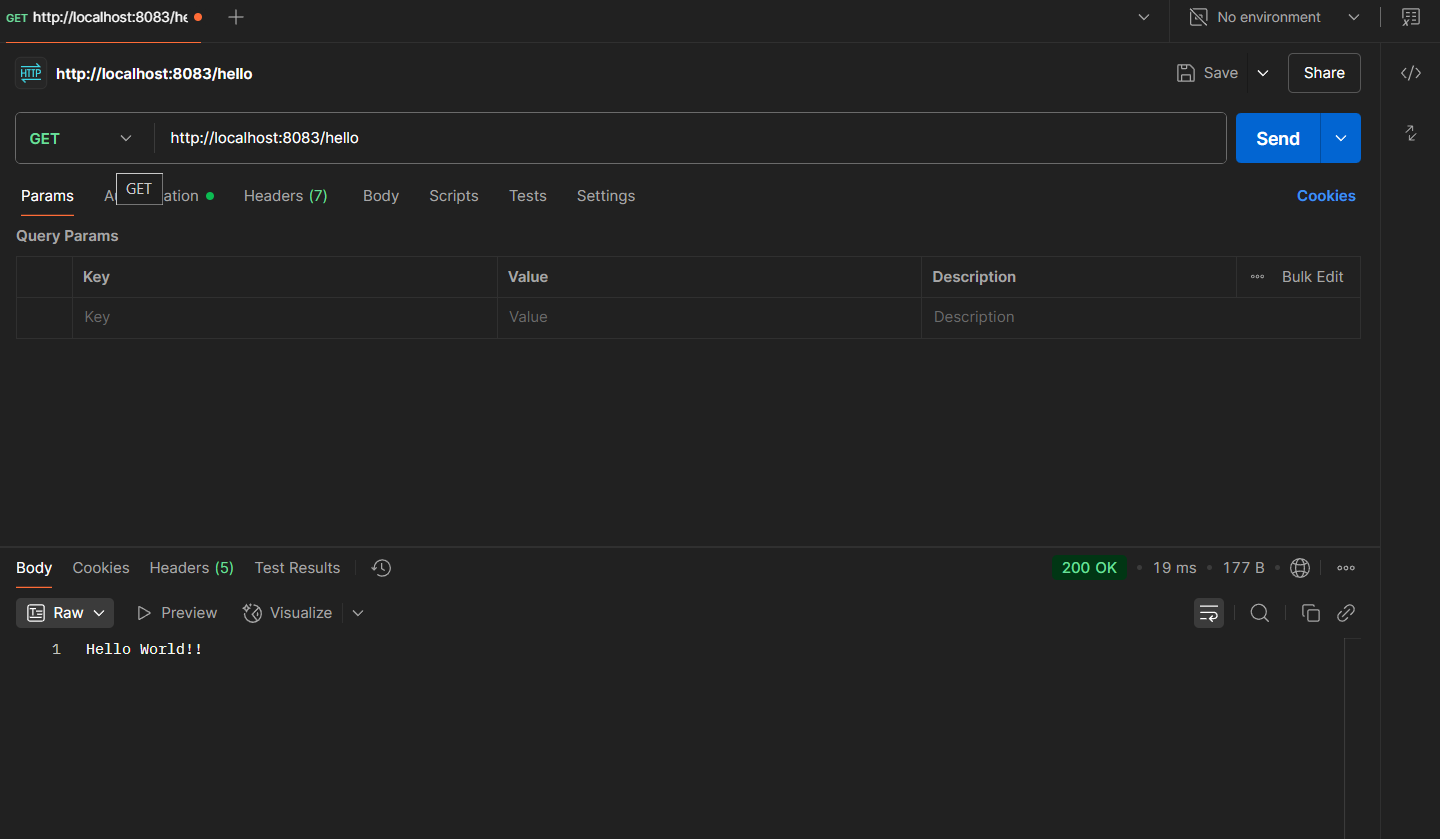 GET http://localhost:8083/he No environment
HTTP http://localhost:8083/hello Save Share
GET http://localhost:8083/hello Send
Params ation Headers (7) Body Scripts Tests Settings Cookies
GET
Query Params
Key Value Description Bulk Edit
Key Value Description
Body Cookies Headers (5) Test Results 200 OK • 19 ms • 177 B •
Raw Preview Visualize
1 Hello World!!